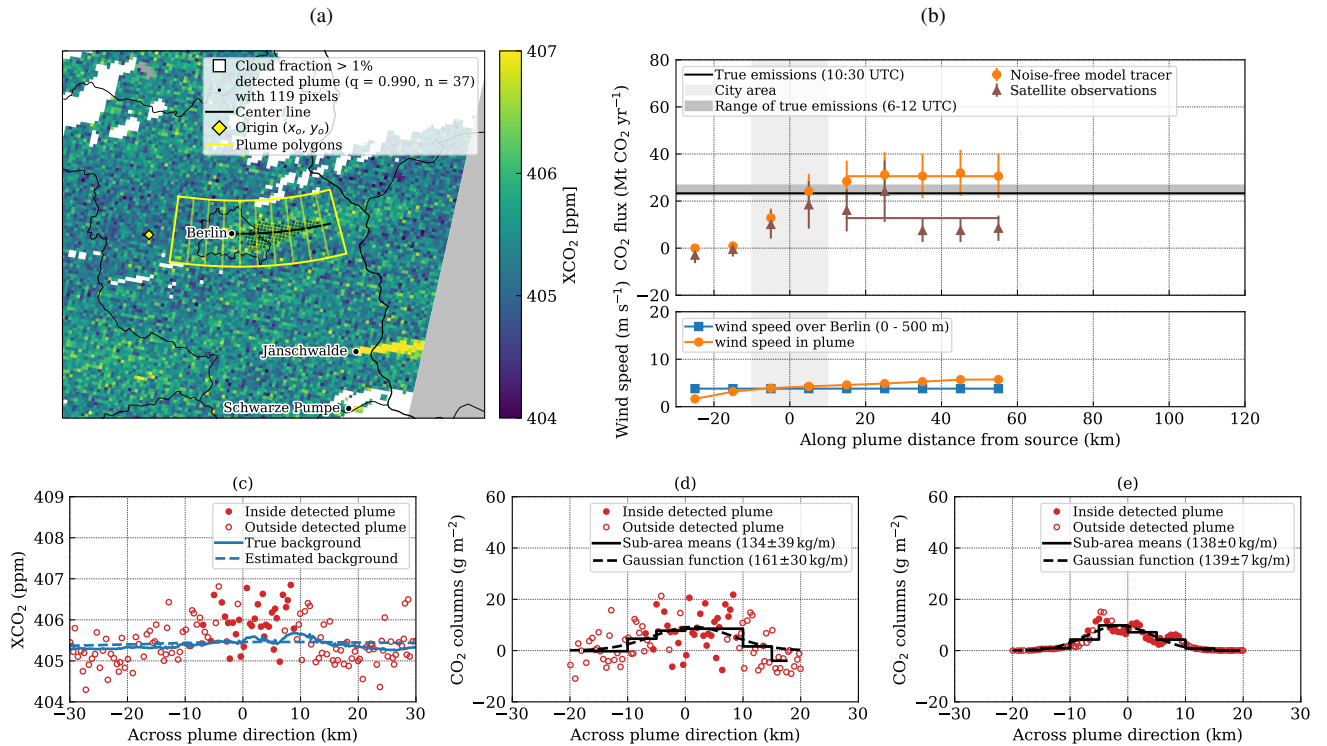 (a)
Cloud fraction > 1%
detected plume (q = 0.990, n = 37)
with 119 pixels
Center line
Origin (xₒ, yₒ)
Plume polygons
Berlin
Jänschwalde
Schwarze Pumpe
407
406
405
404
XCO₂ [ppm]
(b)
80
60
40
20
0
−20
CO₂ flux (Mt CO₂ yr⁻¹)
True emissions (10:30 UTC)
City area
Range of true emissions (6-12 UTC)
Noise-free model tracer
Satellite observations
20
10
0
Wind speed (m s⁻¹)
wind speed over Berlin (0 - 500 m)
wind speed in plume
−20 0 20 40 60 80 100 120
Along plume distance from source (km)
(c)
409
408
407
406
405
404
XCO₂ (ppm)
Inside detected plume
Outside detected plume
True background
Estimated background
−30 −20 −10 0 10 20 30
Across plume direction (km)
(d)
60
40
20
0
−20
CO₂ columns (g m⁻²)
Inside detected plume
Outside detected plume
Sub-area means (134±39 kg/m)
Gaussian function (161±30 kg/m)
−30 −20 −10 0 10 20 30
Across plume direction (km)
(e)
60
40
20
0
−20
CO₂ columns (g m⁻²)
Inside detected plume
Outside detected plume
Sub-area means (138±0 kg/m)
Gaussian function (139±7 kg/m)
−30 −20 −10 0 10 20 30
Across plume direction (km)